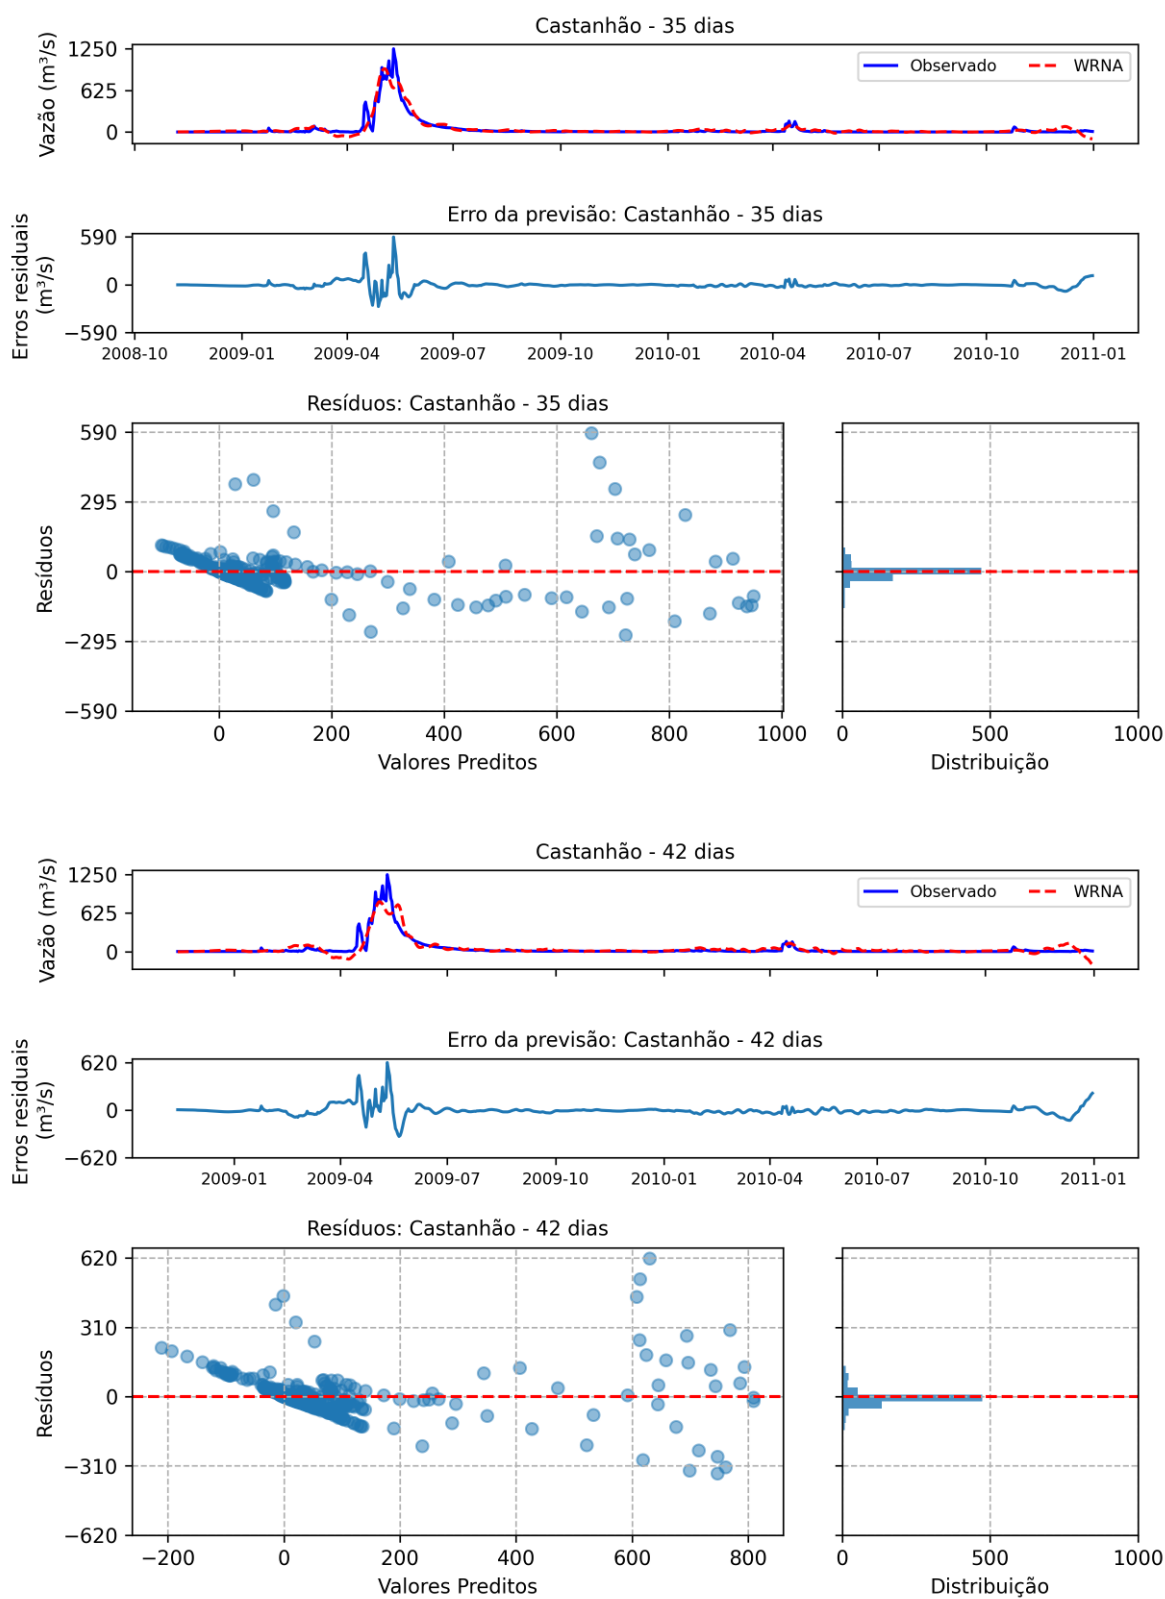 Castanhão - 35 dias
Vazão (m³/s)
1250
625
0
Observado
WRNA
Erro da previsão: Castanhão - 35 dias
Erros residuais
(m³/s)
590
0
−590
2008-10 2009-01 2009-04 2009-07 2009-10 2010-01 2010-04 2010-07 2010-10 2011-01
Resíduos: Castanhão - 35 dias
Resíduos
590
295
0
−295
−590
0 200 400 600 800 1000
Valores Preditos
0 500 1000
Distribuição
Castanhão - 42 dias
Vazão (m³/s)
1250
625
0
Observado
WRNA
Erro da previsão: Castanhão - 42 dias
Erros residuais
(m³/s)
620
0
−620
2009-01 2009-04 2009-07 2009-10 2010-01 2010-04 2010-07 2010-10 2011-01
Resíduos: Castanhão - 42 dias
Resíduos
620
310
0
−310
−620
−200 0 200 400 600 800
Valores Preditos
0 500 1000
Distribuição